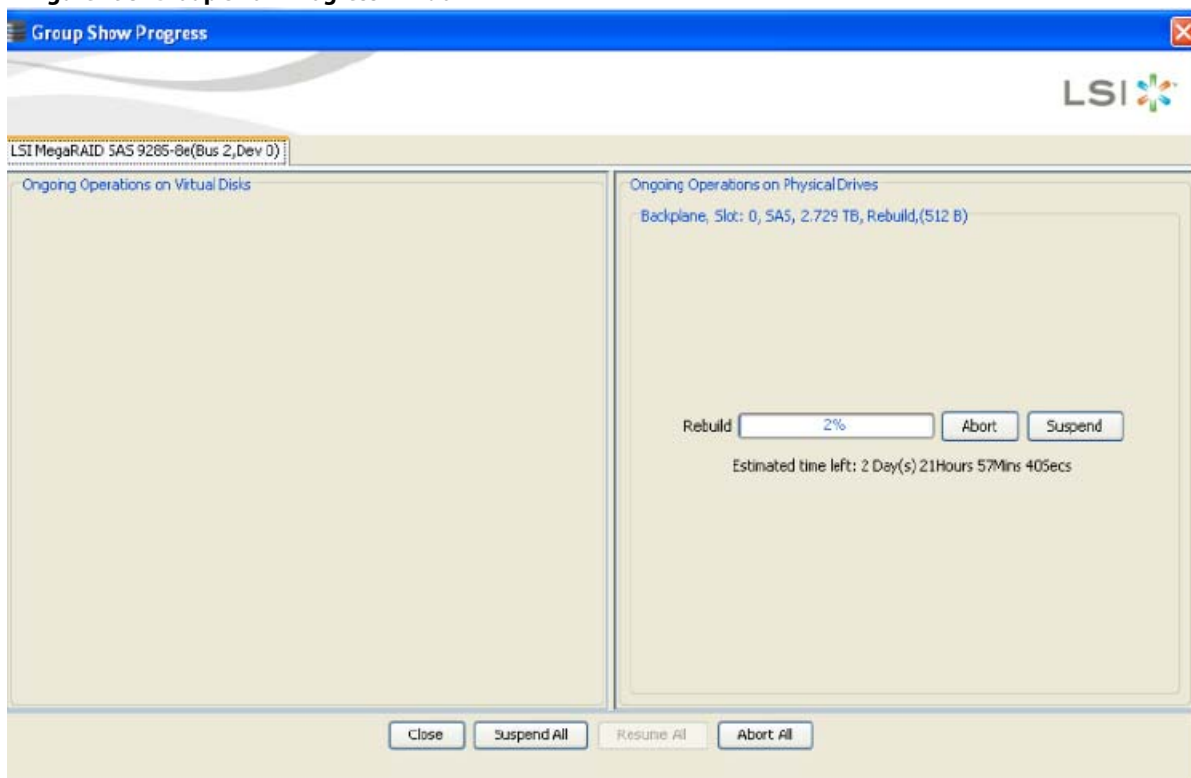 Group Show Progress
LSI
LSI MegaRAID SAS 9285-8e(Bus 2,Dev 0)
Ongoing Operations on Virtual Disks
Ongoing Operations on Physical Drives
Backplane, Slot: 0, SAS, 2.729 TB, Rebuild,(512 B)
Rebuild 2% Abort Suspend
Estimated time left: 2 Day(s) 21Hours 57Mins 40Secs
Close Suspend All Resume All Abort All